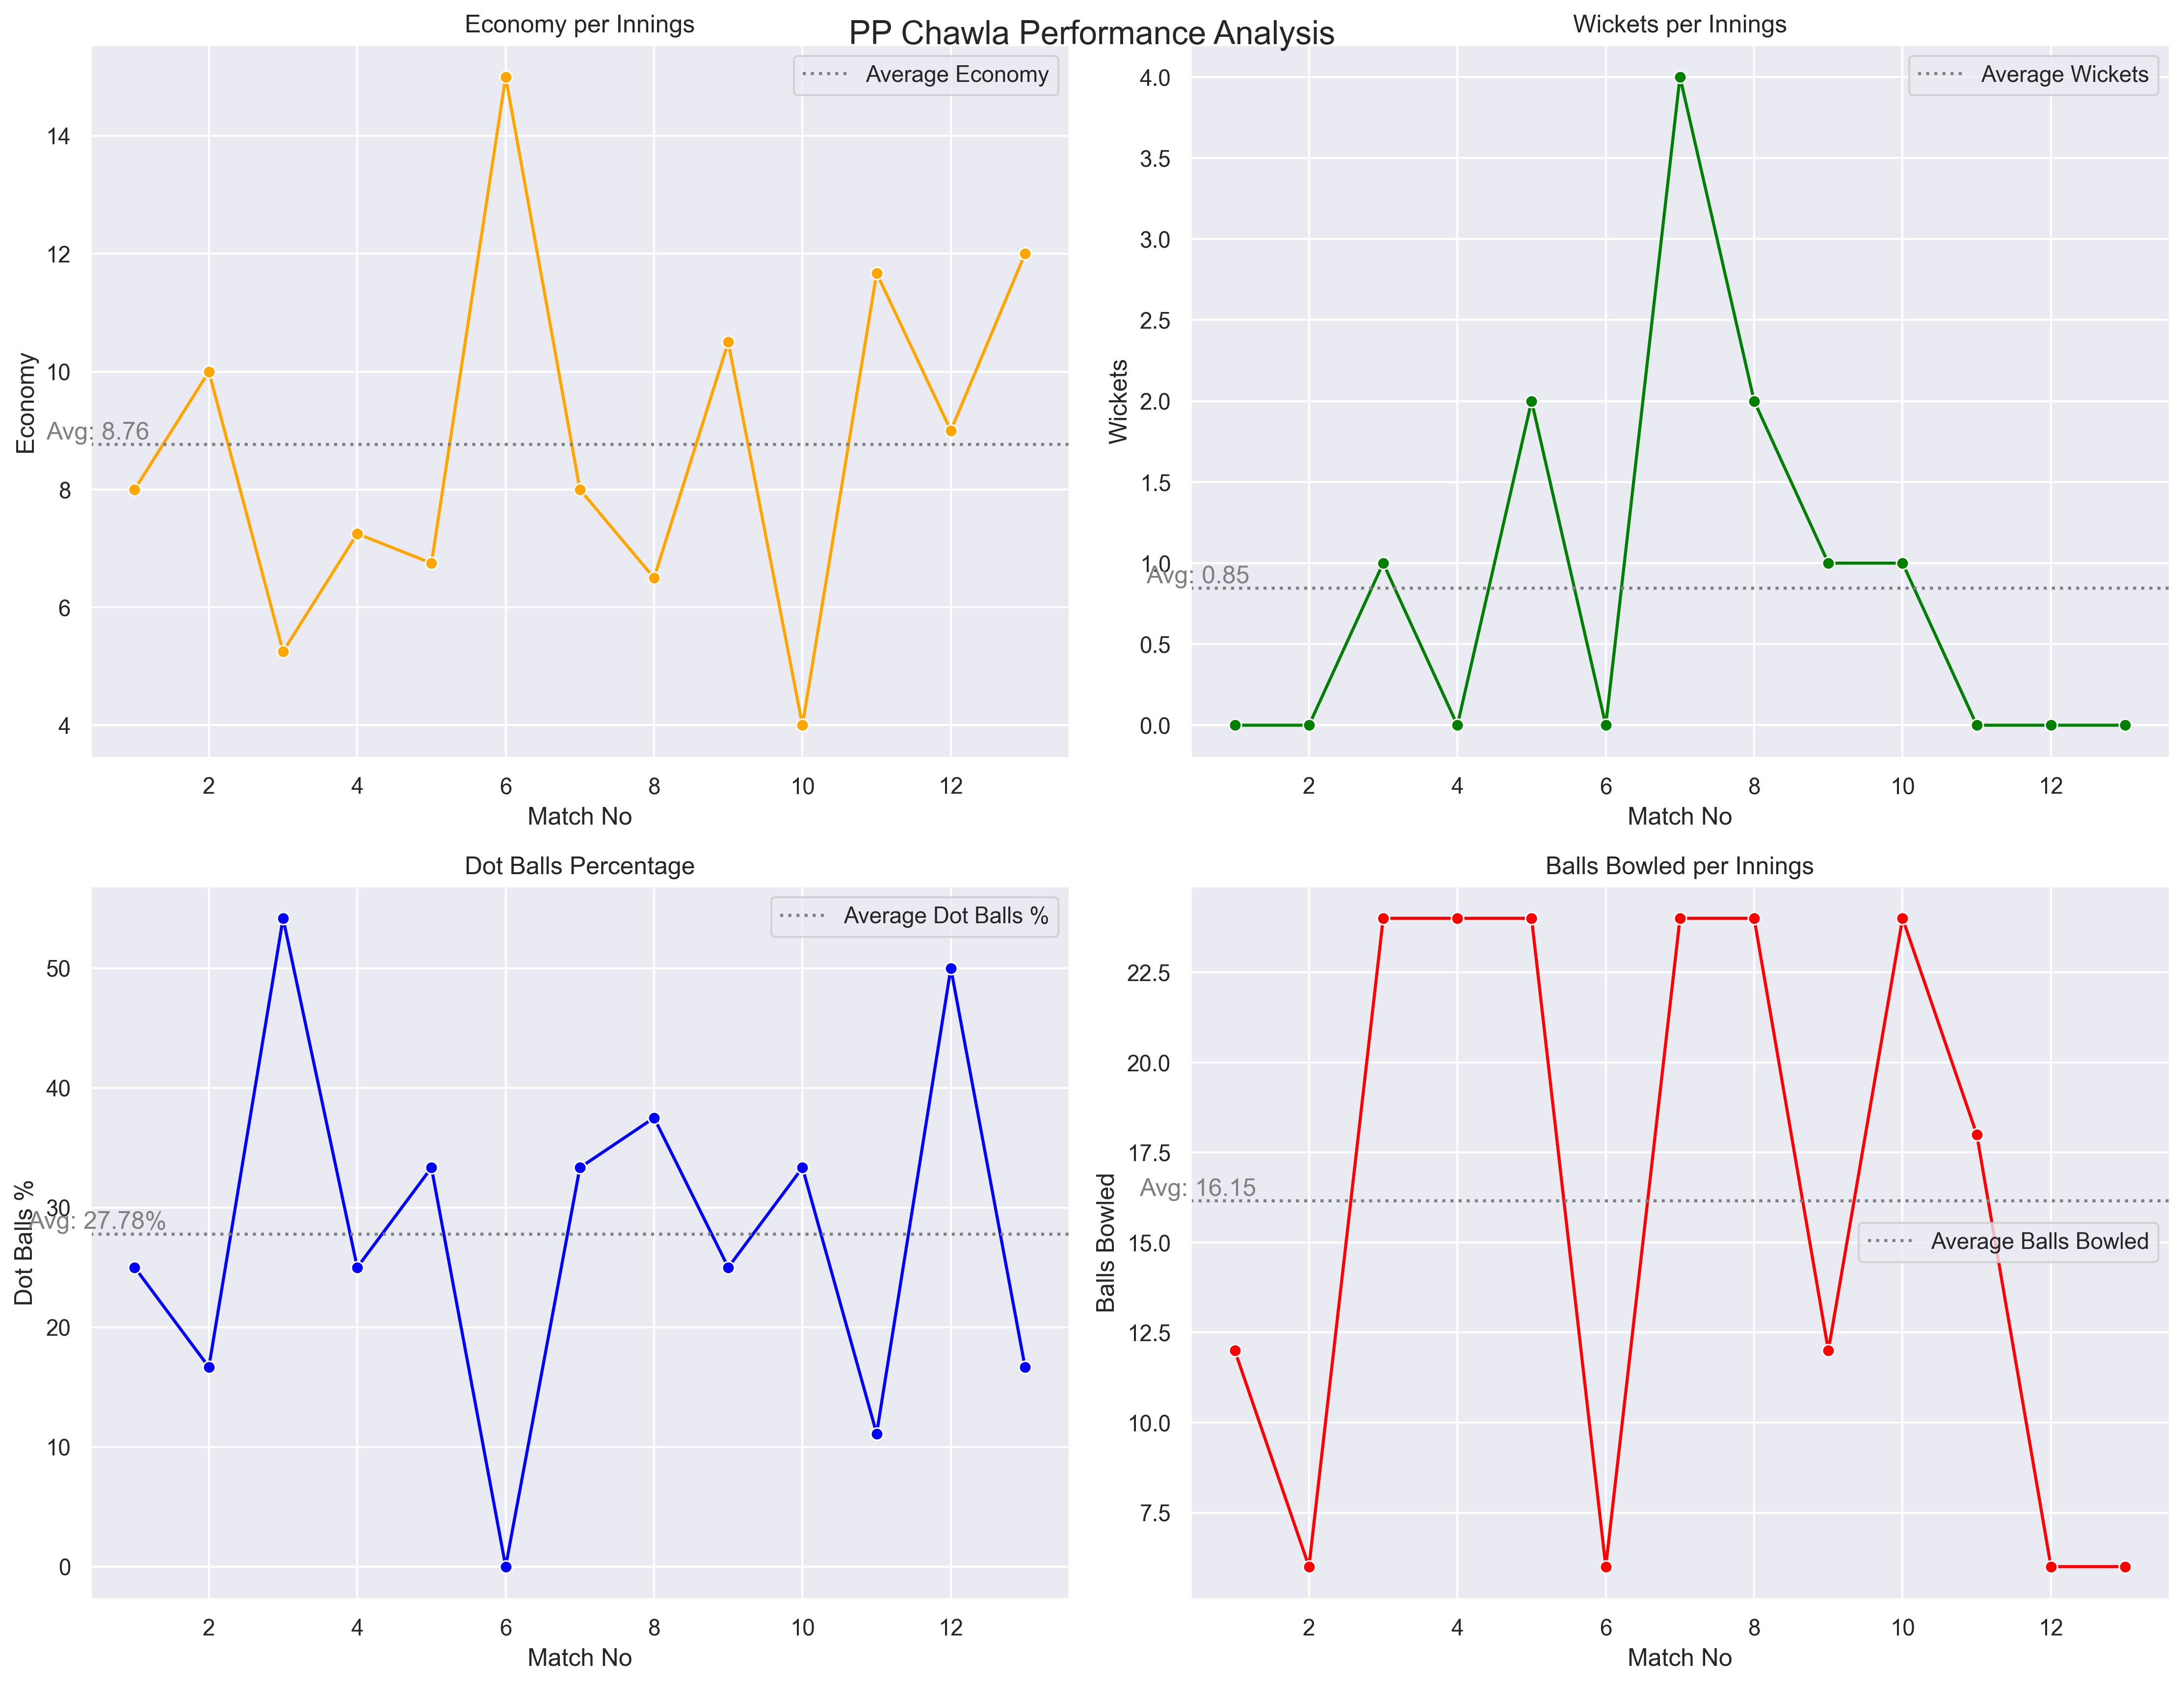 PP Chawla Performance Analysis
Economy per Innings
Average Economy
14
12
10
8
6
4
Avg: 8.76
Economy
2
4
6
8
10
12
Match No
Wickets per Innings
Average Wickets
4.0
3.5
3.0
2.5
2.0
1.5
1.0
0.5
0.0
Avg: 0.85
Wickets
2
4
6
8
10
12
Match No
Dot Balls Percentage
Average Dot Balls %
50
40
30
20
10
0
Avg: 27.78%
Dot Balls %
2
4
6
8
10
12
Match No
Balls Bowled per Innings
22.5
20.0
17.5
15.0
12.5
10.0
7.5
Avg: 16.15
Average Balls Bowled
Balls Bowled
2
4
6
8
10
12
Match No